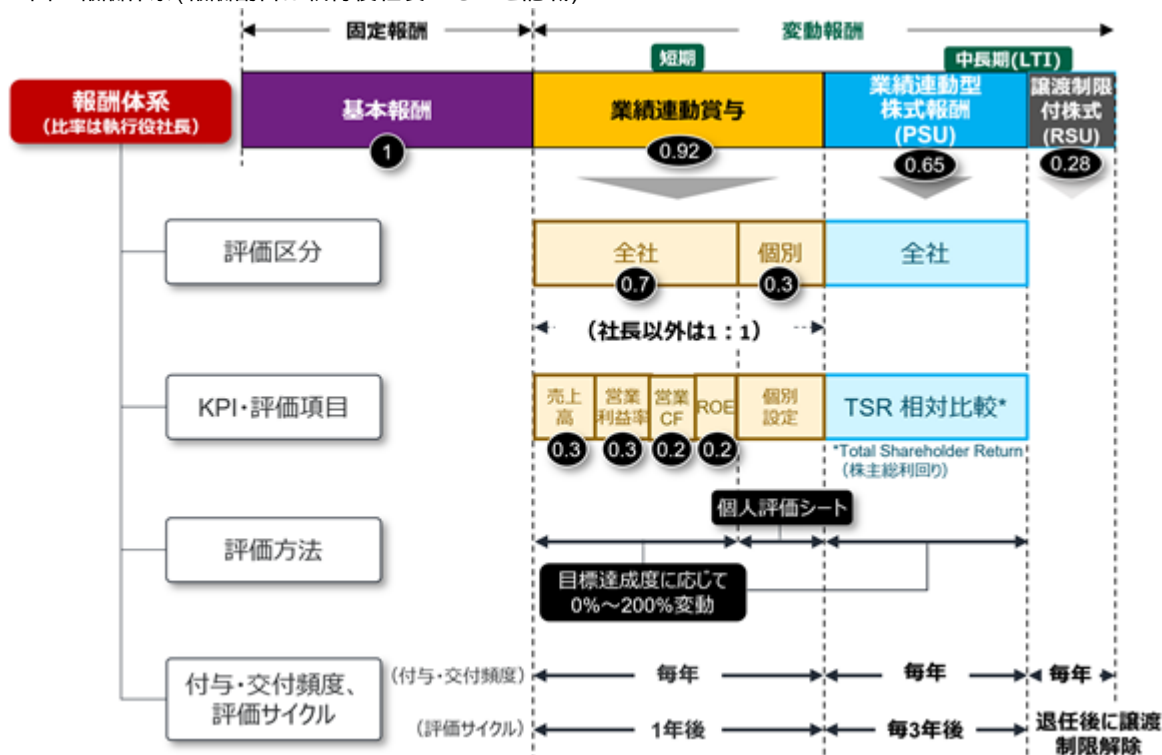 固定報酬
変動報酬
短期
中長期(LTI)
報酬体系
(比率は執行役社長)
基本報酬
1
業績連動賞与
0.92
業績連動型
株式報酬
(PSU)
0.65
譲渡制限
付株式
(RSU)
0.28
評価区分
全社
0.7
個別
0.3
全社
(社長以外は1:1)
KPI・評価項目
売上
高
0.3
営業
利益率
0.3
営業
CF
0.2
ROE
0.2
個別
設定
TSR 相対比較*
*Total Shareholder Return
(株主総利回り)
個人評価シート
評価方法
目標達成度に応じて
0%~200%変動
付与・交付頻度、
評価サイクル
(付与・交付頻度)
毎年
毎年
毎年
(評価サイクル)
1年後
毎3年後
退任後に譲渡
制限解除